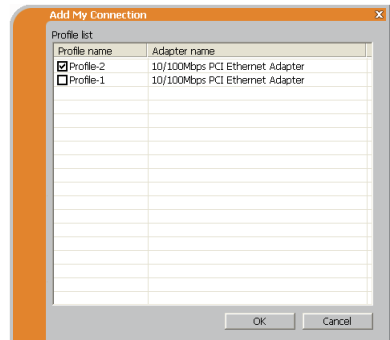 Add My Connection x
Profile list
Profile name Adapter name
Profile-2 10/100Mbps PCI Ethernet Adapter
Profile-1 10/100Mbps PCI Ethernet Adapter
OK Cancel